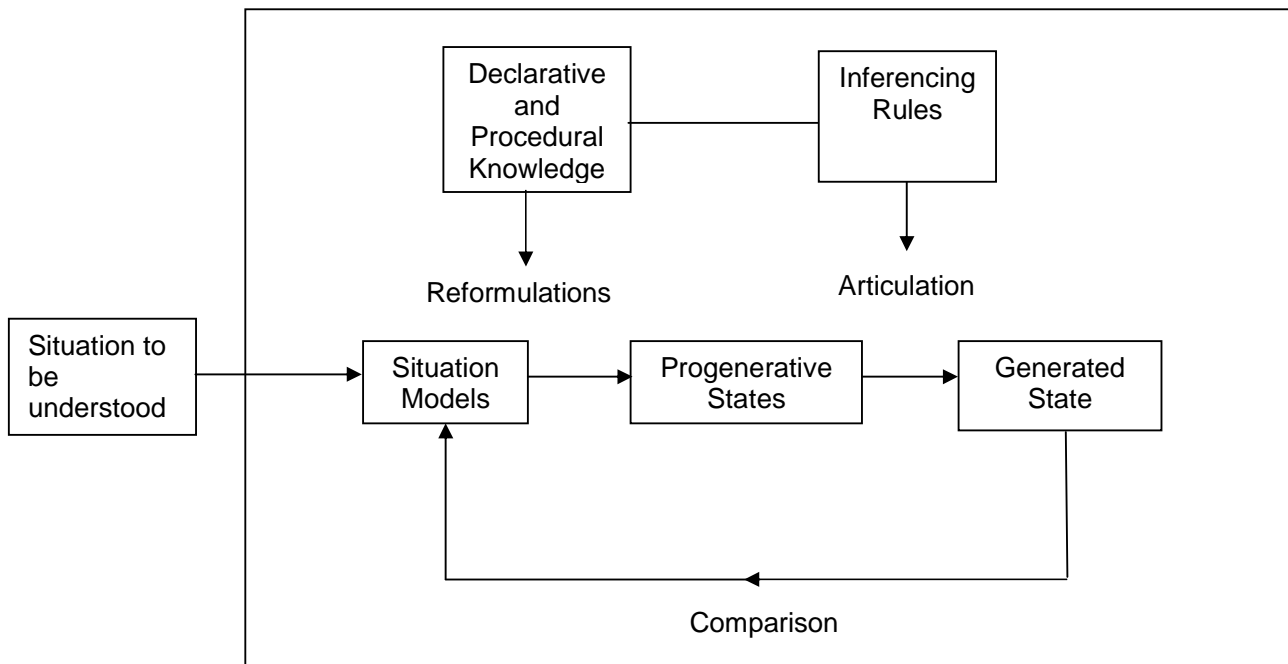 Declarative
and
Procedural
Knowledge
Inferencing
Rules
Reformulations
Articulation
Situation to
be
understood
Situation
Models
Progenerative
States
Generated
State
Comparison